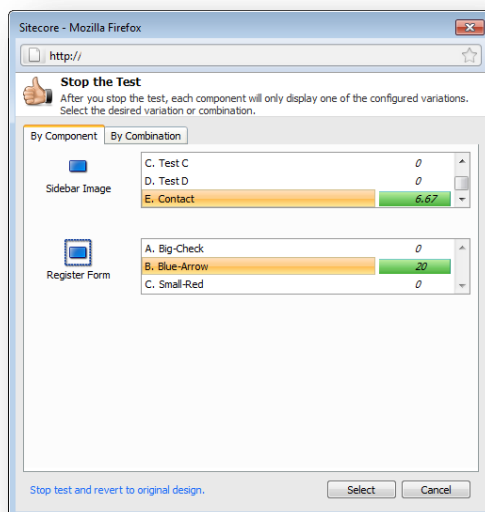 Sitecore - Mozilla Firefox
http://
Stop the Test
After you stop the test, each component will only display one of the configured variations.
Select the desired variation or combination.
By Component By Combination
Sidebar Image
C. Test C 0
D. Test D 0
E. Contact 6.67
Register Form
A. Big-Check 0
B. Blue-Arrow 20
C. Small-Red 0
Stop test and revert to original design. Select Cancel